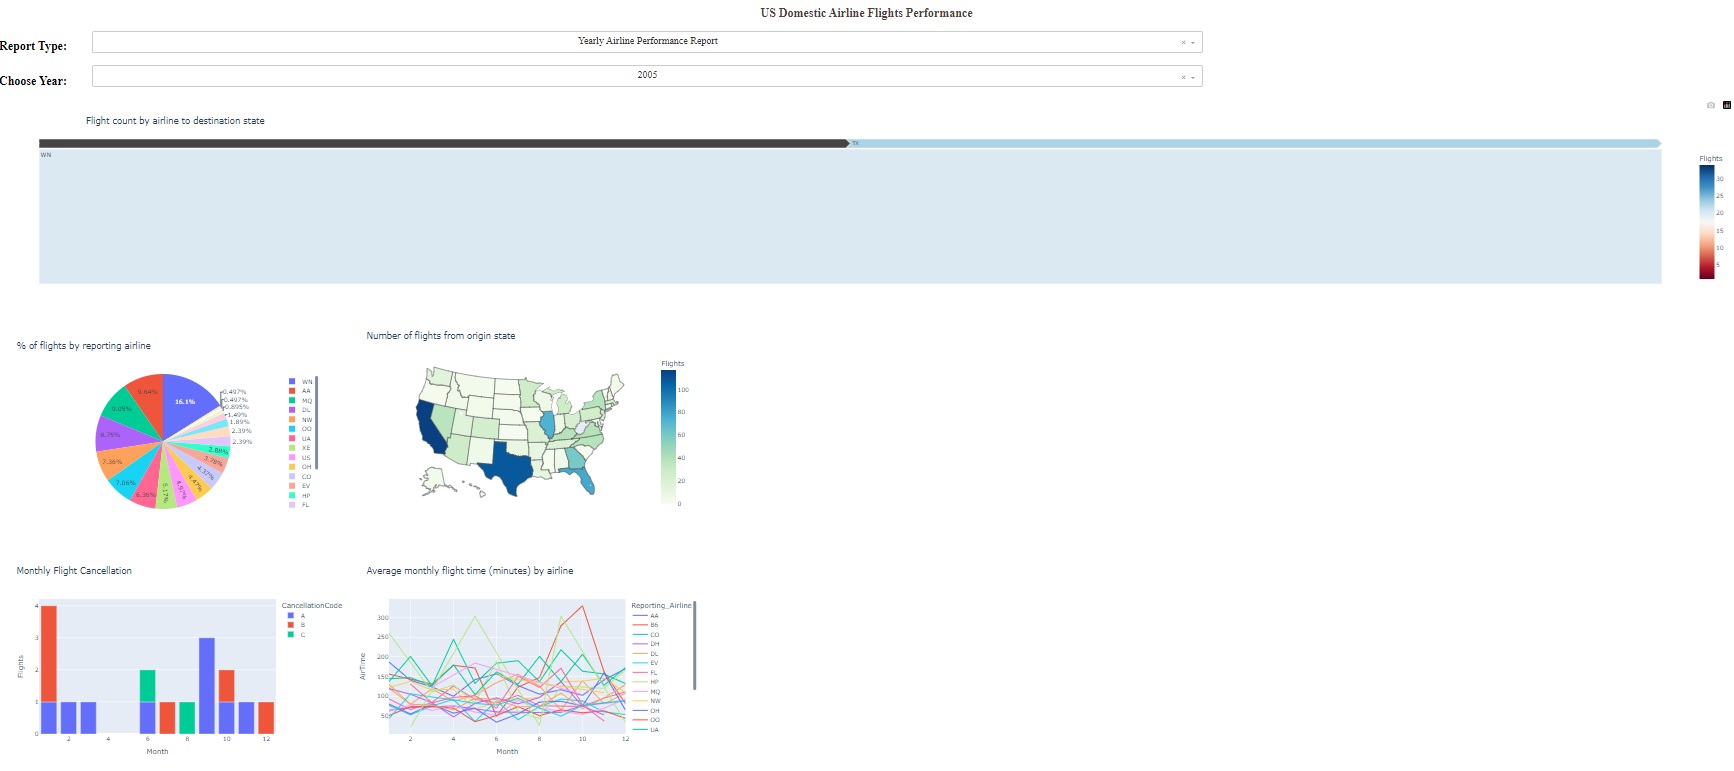 US Domestic Airline Flights Performance
Report Type:
Yearly Airline Performance Report
× 
Choose Year:
2005
× 
Flight count by airline to destination state
TX
WN
Flights
30
25
20
15
10
5
% of flights by reporting airline
16.1%
9.64%
9.05%
8.75%
7.36%
7.06%
6.36%
5.17%
4.97%
4.47%
4.37%
3.78%
2.88%
2.39%
2.39%
1.89%
1.49%
0.895%
0.497%
0.497%
WN
AA
MQ
DL
NW
OO
UA
XE
US
OH
CO
EV
HP
FL
Number of flights from origin state
Flights
100
80
60
40
20
0
Monthly Flight Cancellation
Flights
4
3
2
1
0
2
4
6
8
10
12
Month
CancellationCode
A
B
C
Average monthly flight time (minutes) by airline
AirTime
300
250
200
150
100
50
2
4
6
8
10
12
Month
Reporting_Airline
AA
B6
CO
DH
DL
EV
FL
HP
MQ
NW
OH
OO
UA